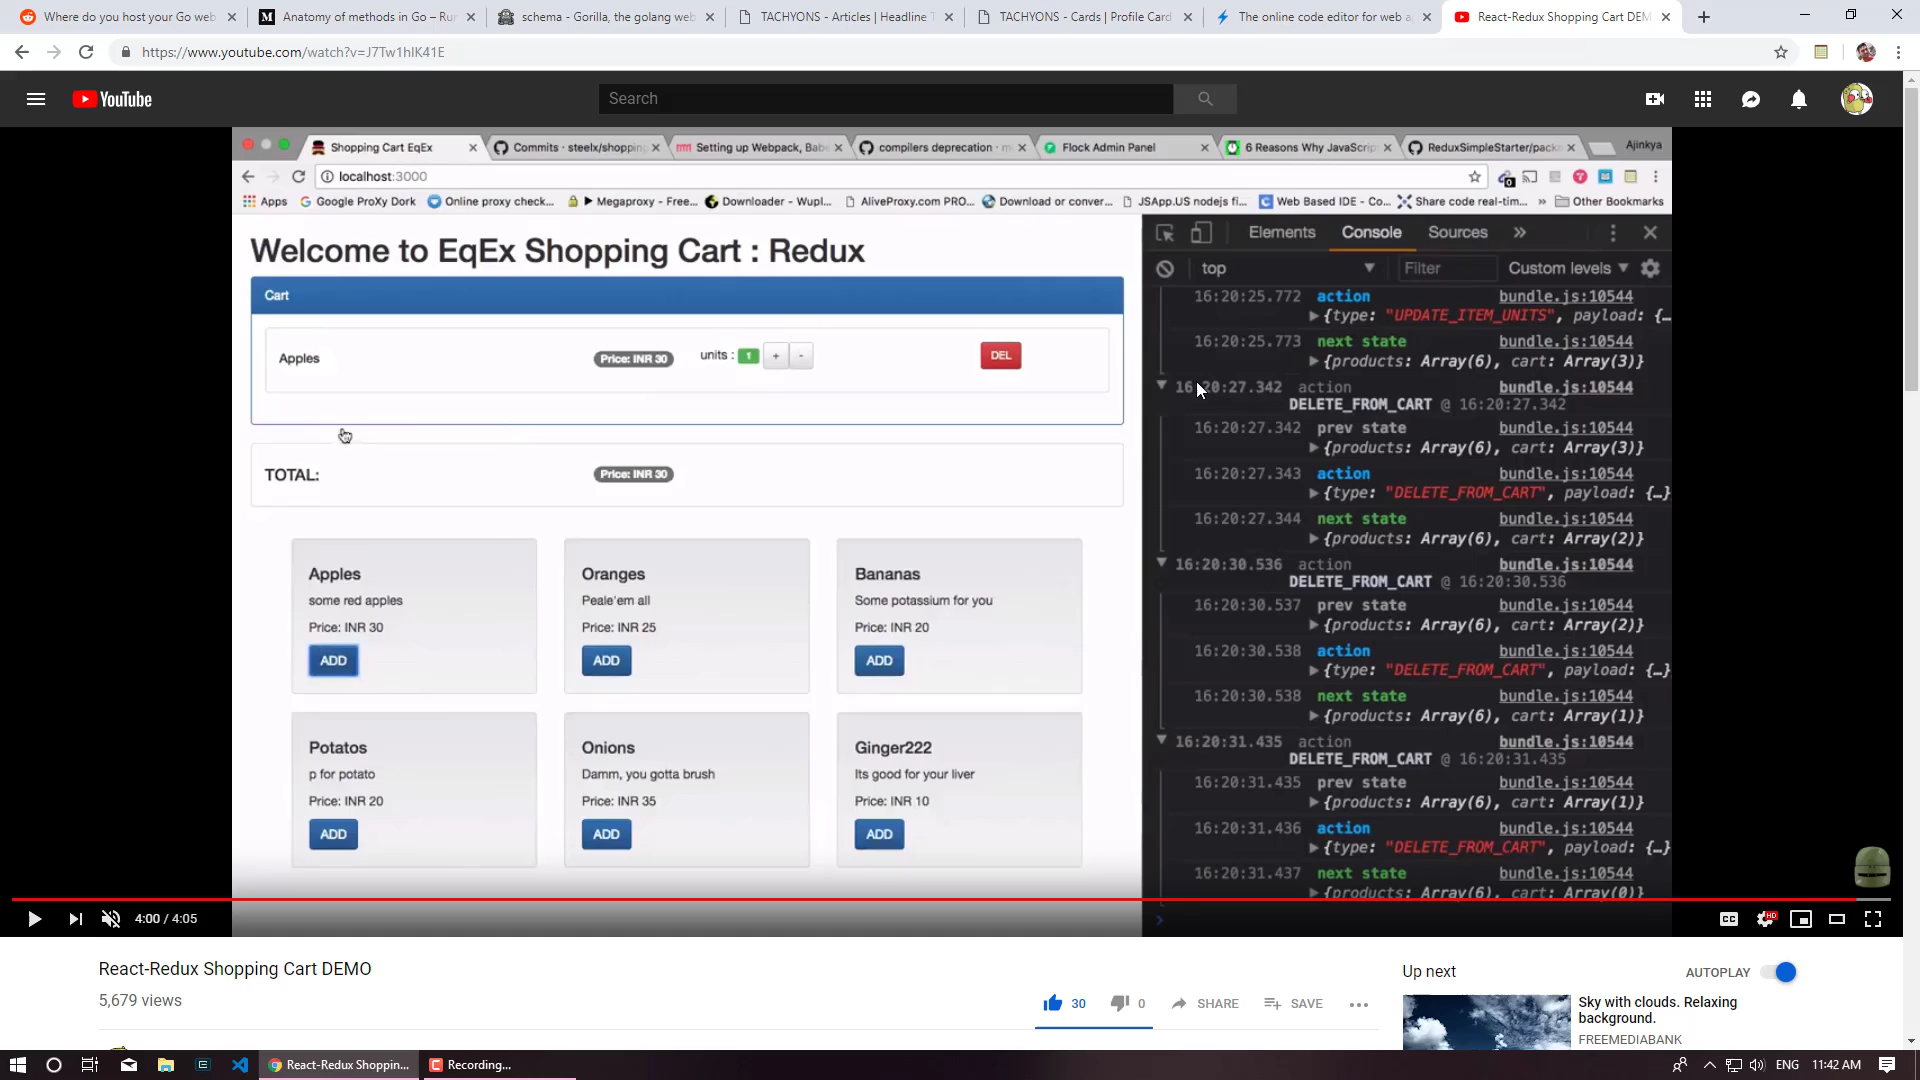 Where do you host your Go web
Anatomy of methods in Go – Run
schema - Gorilla, the golang web
TACHYONS - Articles | Headline T
TACHYONS - Cards | Profile Card
The online code editor for web a
React-Redux Shopping Cart DEM
https://www.youtube.com/watch?v=J7Tw1hIK41E
YouTube
Search
Shopping Cart EqEx
Commits · steelx/shopping
Setting up Webpack, Bab
compilers deprecation · m
Flock Admin Panel
6 Reasons Why JavaScrip
ReduxSimpleStarter/pack
Ajinkya
localhost:3000
Apps
Google ProXy Dork
Online proxy check...
Megaproxy - Free...
Downloader - Wupl...
AliveProxy.com PRO...
Download or conver...
JSApp.US nodejs fi...
Web Based IDE - Co...
Share code real-tim...
»
Other Bookmarks
Welcome to EqEx Shopping Cart : Redux
Cart
Apples
Price: INR 30
units : 1 + -
DEL
TOTAL:
Price: INR 30
Apples
some red apples
Price: INR 30
ADD
Oranges
Peale'em all
Price: INR 25
ADD
Bananas
Some potassium for you
Price: INR 20
ADD
Potatos
p for potato
Price: INR 20
ADD
Onions
Damm, you gotta brush
Price: INR 35
ADD
Ginger222
Its good for your liver
Price: INR 10
ADD
Elements Console Sources »
top Filter Custom levels
16:20:25.772 action bundle.js:10544
{type: "UPDATE_ITEM_UNITS", payload: {…
16:20:25.773 next state bundle.js:10544
{products: Array(6), cart: Array(3)}
16:20:27.342 action bundle.js:10544
DELETE_FROM_CART @ 16:20:27.342
16:20:27.342 prev state bundle.js:10544
{products: Array(6), cart: Array(3)}
16:20:27.343 action bundle.js:10544
{type: "DELETE_FROM_CART", payload: {…}
16:20:27.344 next state bundle.js:10544
{products: Array(6), cart: Array(2)}
16:20:30.536 action bundle.js:10544
DELETE_FROM_CART @ 16:20:30.536
16:20:30.537 prev state bundle.js:10544
{products: Array(6), cart: Array(2)}
16:20:30.538 action bundle.js:10544
{type: "DELETE_FROM_CART", payload: {…}
16:20:30.538 next state bundle.js:10544
{products: Array(6), cart: Array(1)}
16:20:31.435 action bundle.js:10544
DELETE_FROM_CART @ 16:20:31.435
16:20:31.435 prev state bundle.js:10544
{products: Array(6), cart: Array(1)}
16:20:31.436 action bundle.js:10544
{type: "DELETE_FROM_CART", payload: {…}
16:20:31.437 next state bundle.js:10544
{products: Array(6), cart: Array(0)}
4:00 / 4:05
CC
HD
React-Redux Shopping Cart DEMO
5,679 views
30
0
SHARE
SAVE
Up next
AUTOPLAY
Sky with clouds. Relaxing
background.
FREEMEDIABANK
React-Redux Shoppin...
Recording...
ENG
11:42 AM